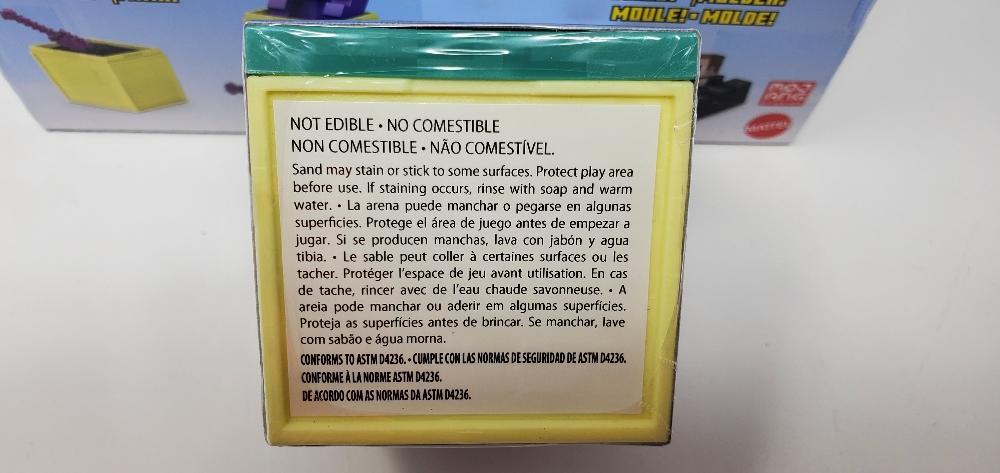 MOULE! • MOLDE!
MOJANG
MATTEL
NOT EDIBLE • NO COMESTIBLE
NON COMESTIBLE • NÃO COMESTÍVEL.
Sand may stain or stick to some surfaces. Protect play area
before use. If staining occurs, rinse with soap and warm
water. • La arena puede manchar o pegarse en algunas
superficies. Protege el área de juego antes de empezar a
jugar. Si se producen manchas, lava con jabón y agua
tibia. • Le sable peut coller à certaines surfaces ou les
tacher. Protéger l'espace de jeu avant utilisation. En cas
de tache, rincer avec de l'eau chaude savonneuse. • A
areia pode manchar ou aderir em algumas superfícies.
Proteja as superfícies antes de brincar. Se manchar, lave
com sabão e água morna.
CONFORMS TO ASTM D4236. • CUMPLE CON LAS NORMAS DE SEGURIDAD DE ASTM D4236.
CONFORME À LA NORME ASTM D4236.
DE ACORDO COM AS NORMAS DA ASTM D4236.